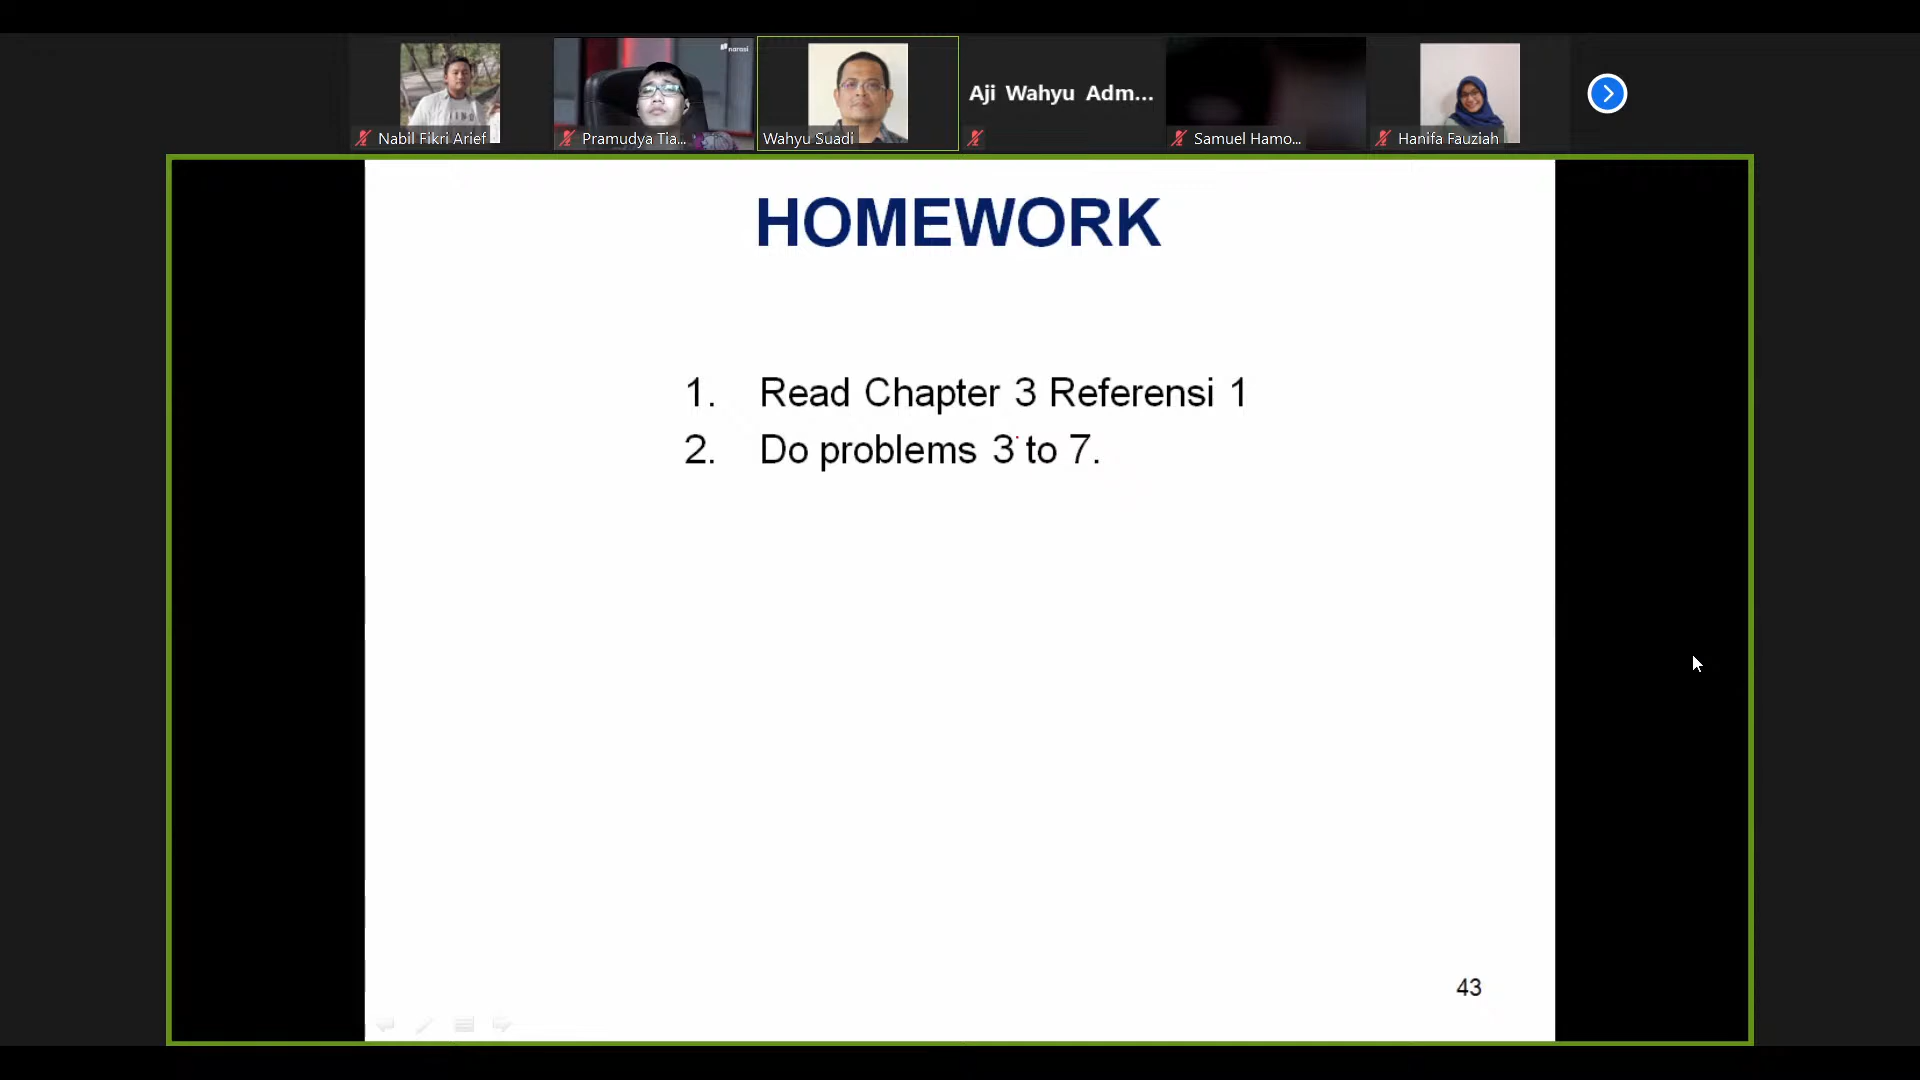 narasi
Nabil Fikri Arief
Pramudya Tia...
Wahyu Suadi
Aji Wahyu Adm...
Samuel Hamo...
Hanifa Fauziah
HOMEWORK
1. Read Chapter 3 Referensi 1
2. Do problems 3 to 7.
43